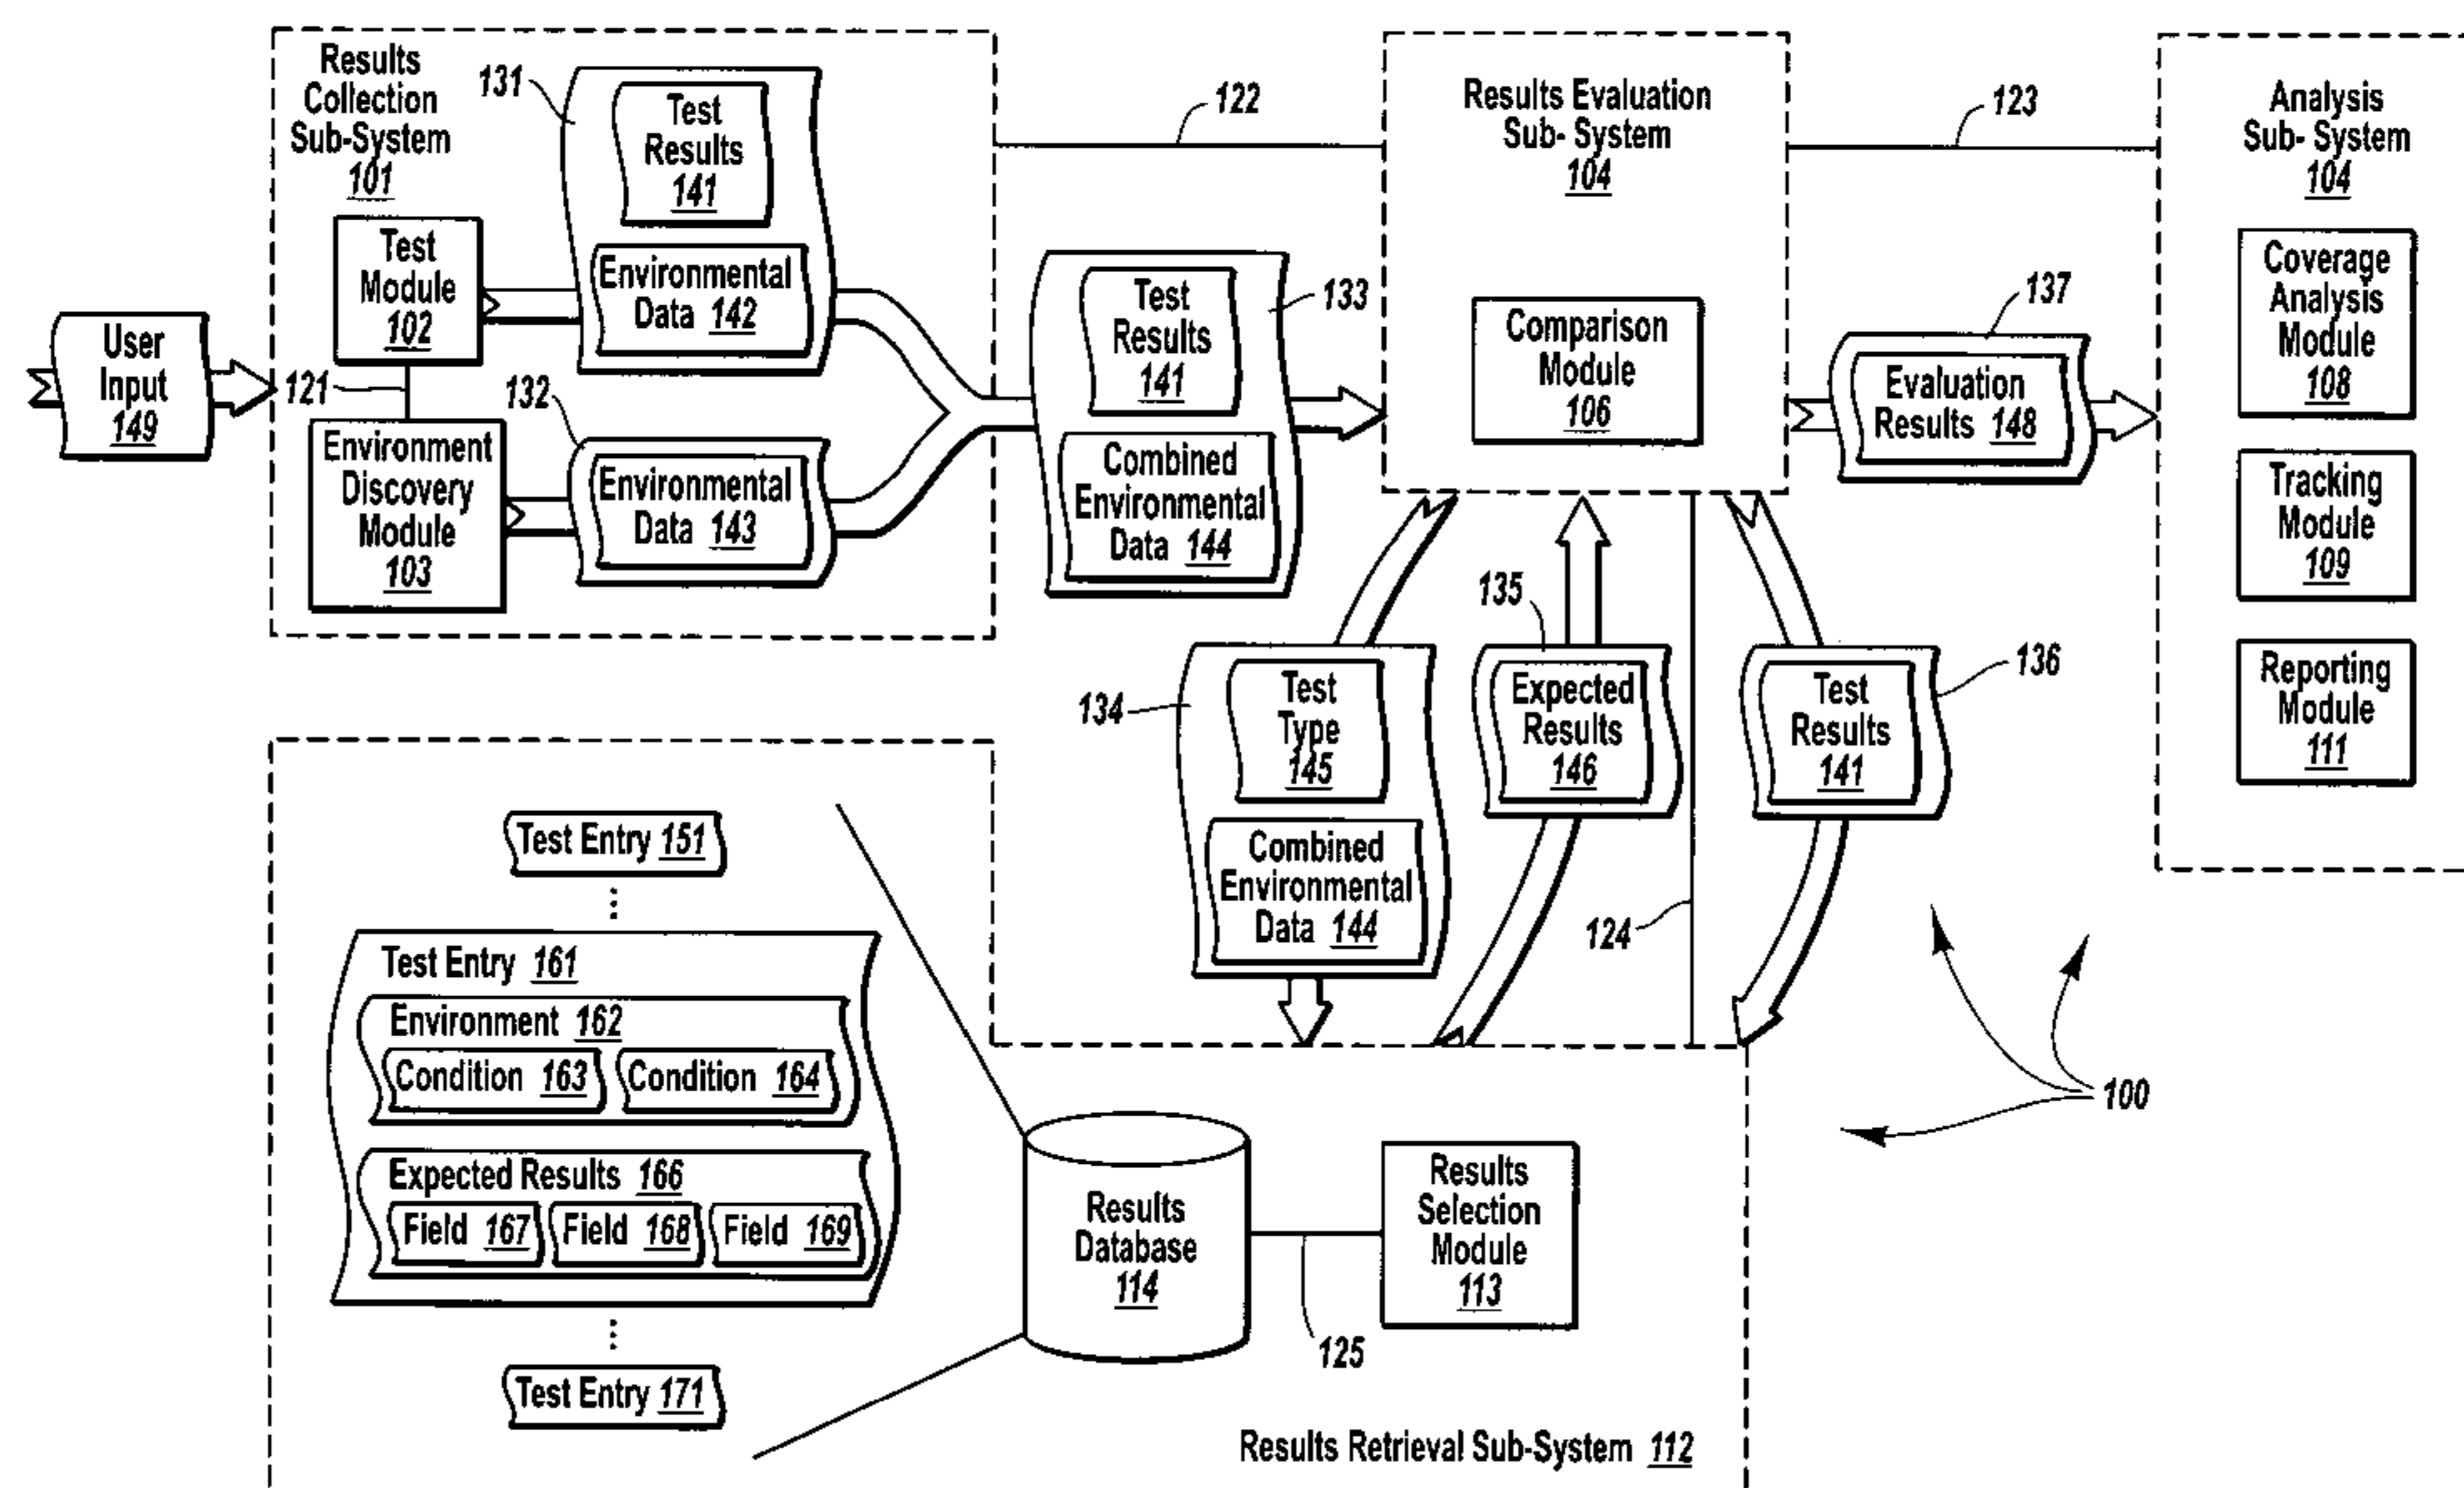 Results
Collection
Sub-System
101
131
Test
Results
141
Environmental
Data 142
Test
Module
102
121
132
Environment
Discovery
Module
103
Environmental
Data 143
User
Input
149
122
133
Test
Results
141
Combined
Environmental
Data 144
Results Evaluation
Sub- System
104
Comparison
Module
106
123
137
Evaluation
Results 148
Analysis
Sub- System
104
Coverage
Analysis
Module
108
Tracking
Module
109
Reporting
Module
111
134
Test
Type
145
Combined
Environmental
Data 144
135
Expected
Results
146
124
136
Test
Results
141
100
Test Entry 151
⋮
Test Entry 161
Environment 162
Condition 163 Condition 164
Expected Results 166
Field 167 Field 168 Field 169
⋮
Test Entry 171
Results
Database
114
125
Results
Selection
Module
113
Results Retrieval Sub-System 112